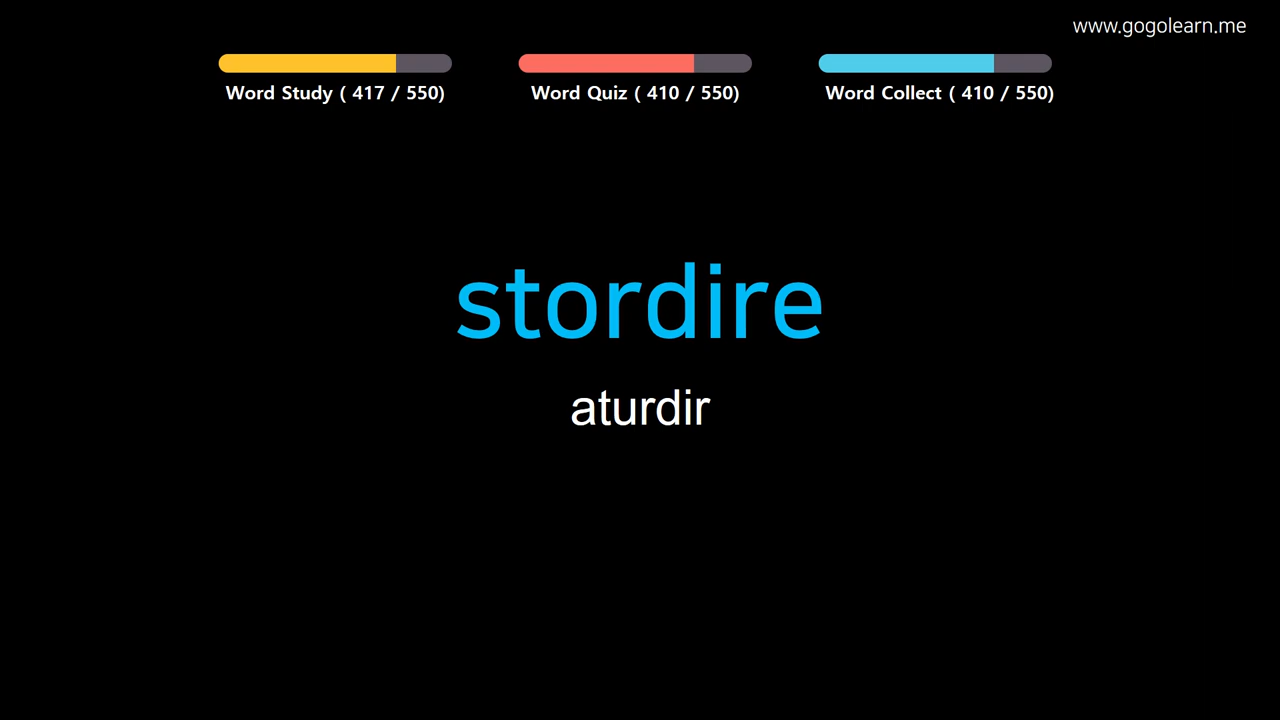 www.gogolearn.me
Word Study ( 417 / 550)
Word Quiz ( 410 / 550)
Word Collect ( 410 / 550)
stordire
aturdir